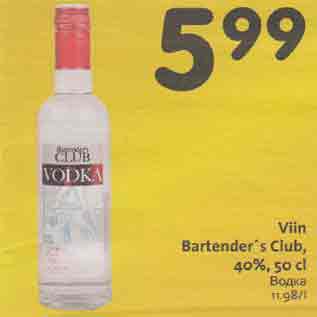 5 99
Bartender's
CLUB
VODKA
Viin
Bartender´s Club,
40%, 50 cl
Водка
11.98/l